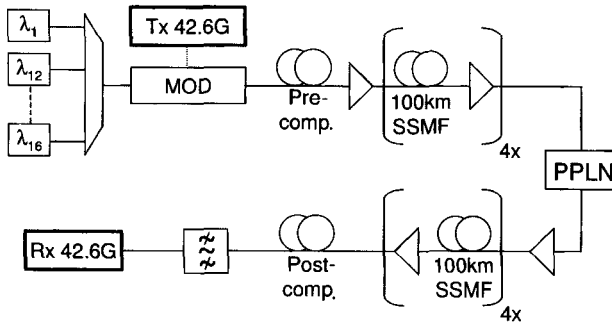 λ1
λ12
λ16
Tx 42.6G
MOD
Pre-
comp.
100km
SSMF
4x
PPLN
Rx 42.6G
Post-
comp.
100km
SSMF
4x